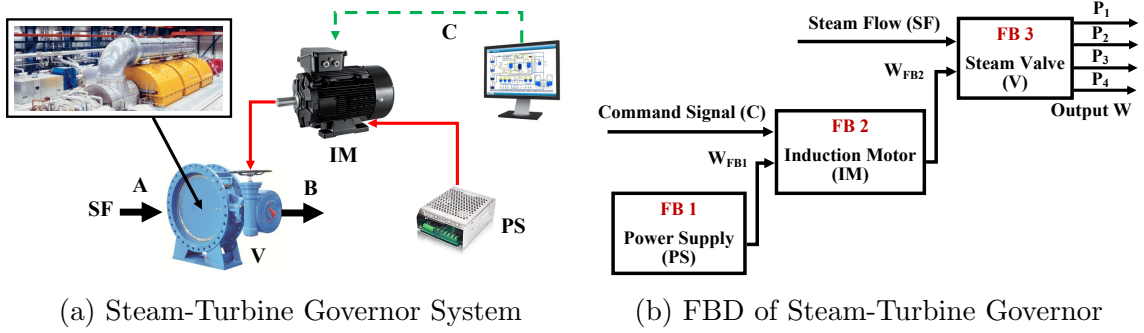 C
IM
A
SF
B
V
PS
(a) Steam-Turbine Governor System
Steam Flow (SF)
FB 3
Steam Valve
(V)
P1
P2
P3
P4
Output W
WFB2
Command Signal (C)
FB 2
Induction Motor
(IM)
WFB1
FB 1
Power Supply
(PS)
(b) FBD of Steam-Turbine Governor